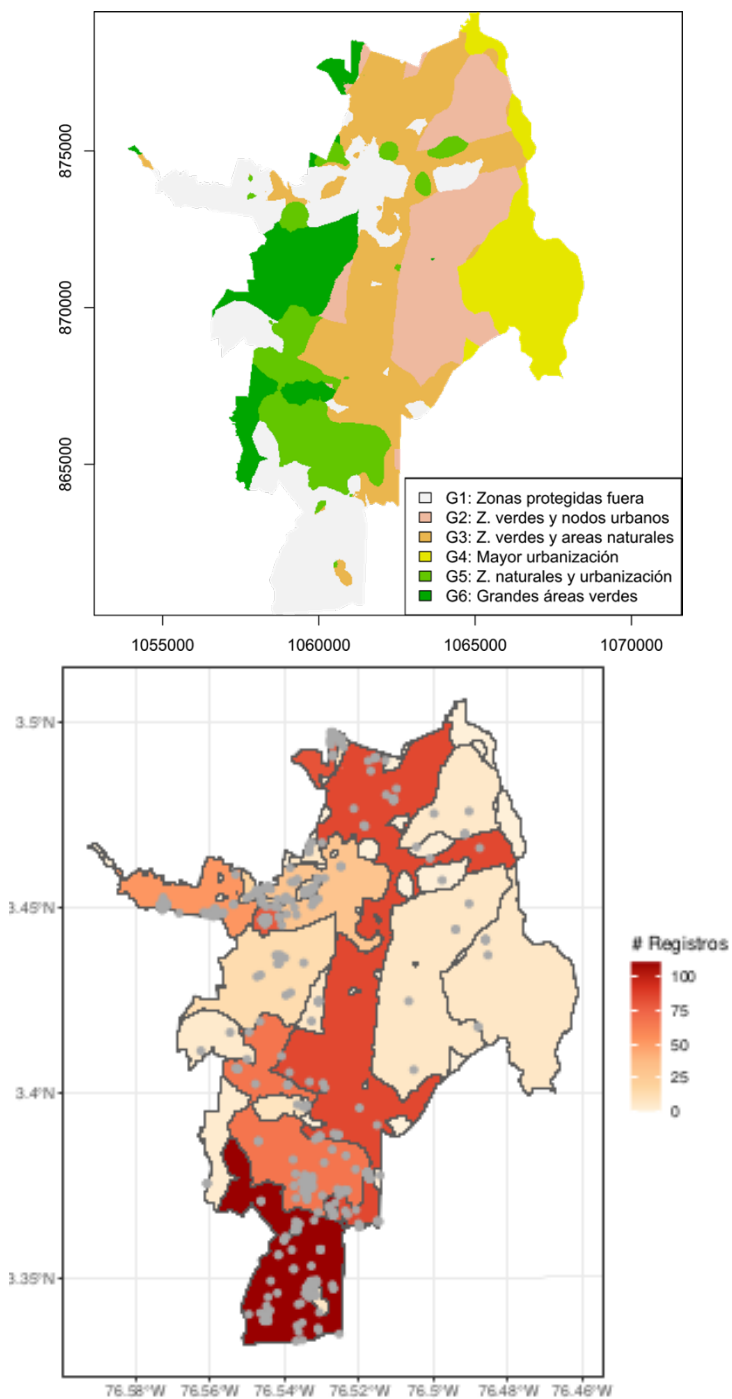 875000
870000
865000
G1: Zonas protegidas fuera
G2: Z. verdes y nodos urbanos
G3: Z. verdes y areas naturales
G4: Mayor urbanización
G5: Z. naturales y urbanización
G6: Grandes áreas verdes
1055000 1060000 1065000 1070000
3.5°N
3.45°N
3.4°N
3.35°N
# Registros
100
75
50
25
0
76.58°W 76.56°W 76.54°W 76.52°W 76.5°W 76.48°W 76.46°W